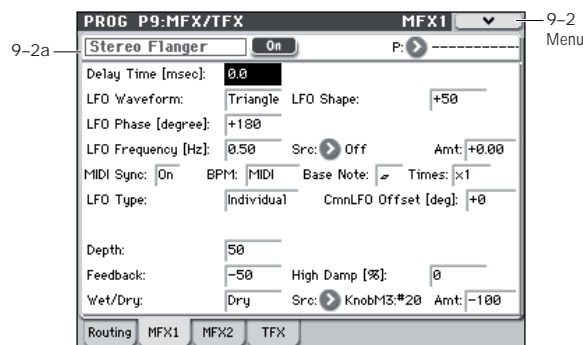 PROG P9:MFX/TFX MFX1
9–2
Menu
9–2a
Stereo Flanger On P: ------------
Delay Time [msec]: 0.0
LFO Waveform: Triangle LFO Shape: +50
LFO Phase [degree]: +180
LFO Frequency [Hz]: 0.50 Src: Off Amt: +0.00
MIDI Sync: On BPM: MIDI Base Note: Times: x1
LFO Type: Individual CmnLFO Offset [deg]: +0
Depth: 50
Feedback: -50 High Damp [%]: 0
Wet/Dry: Dry Src: KnobM3:#20 Amt: -100
Routing MFX1 MFX2 TFX